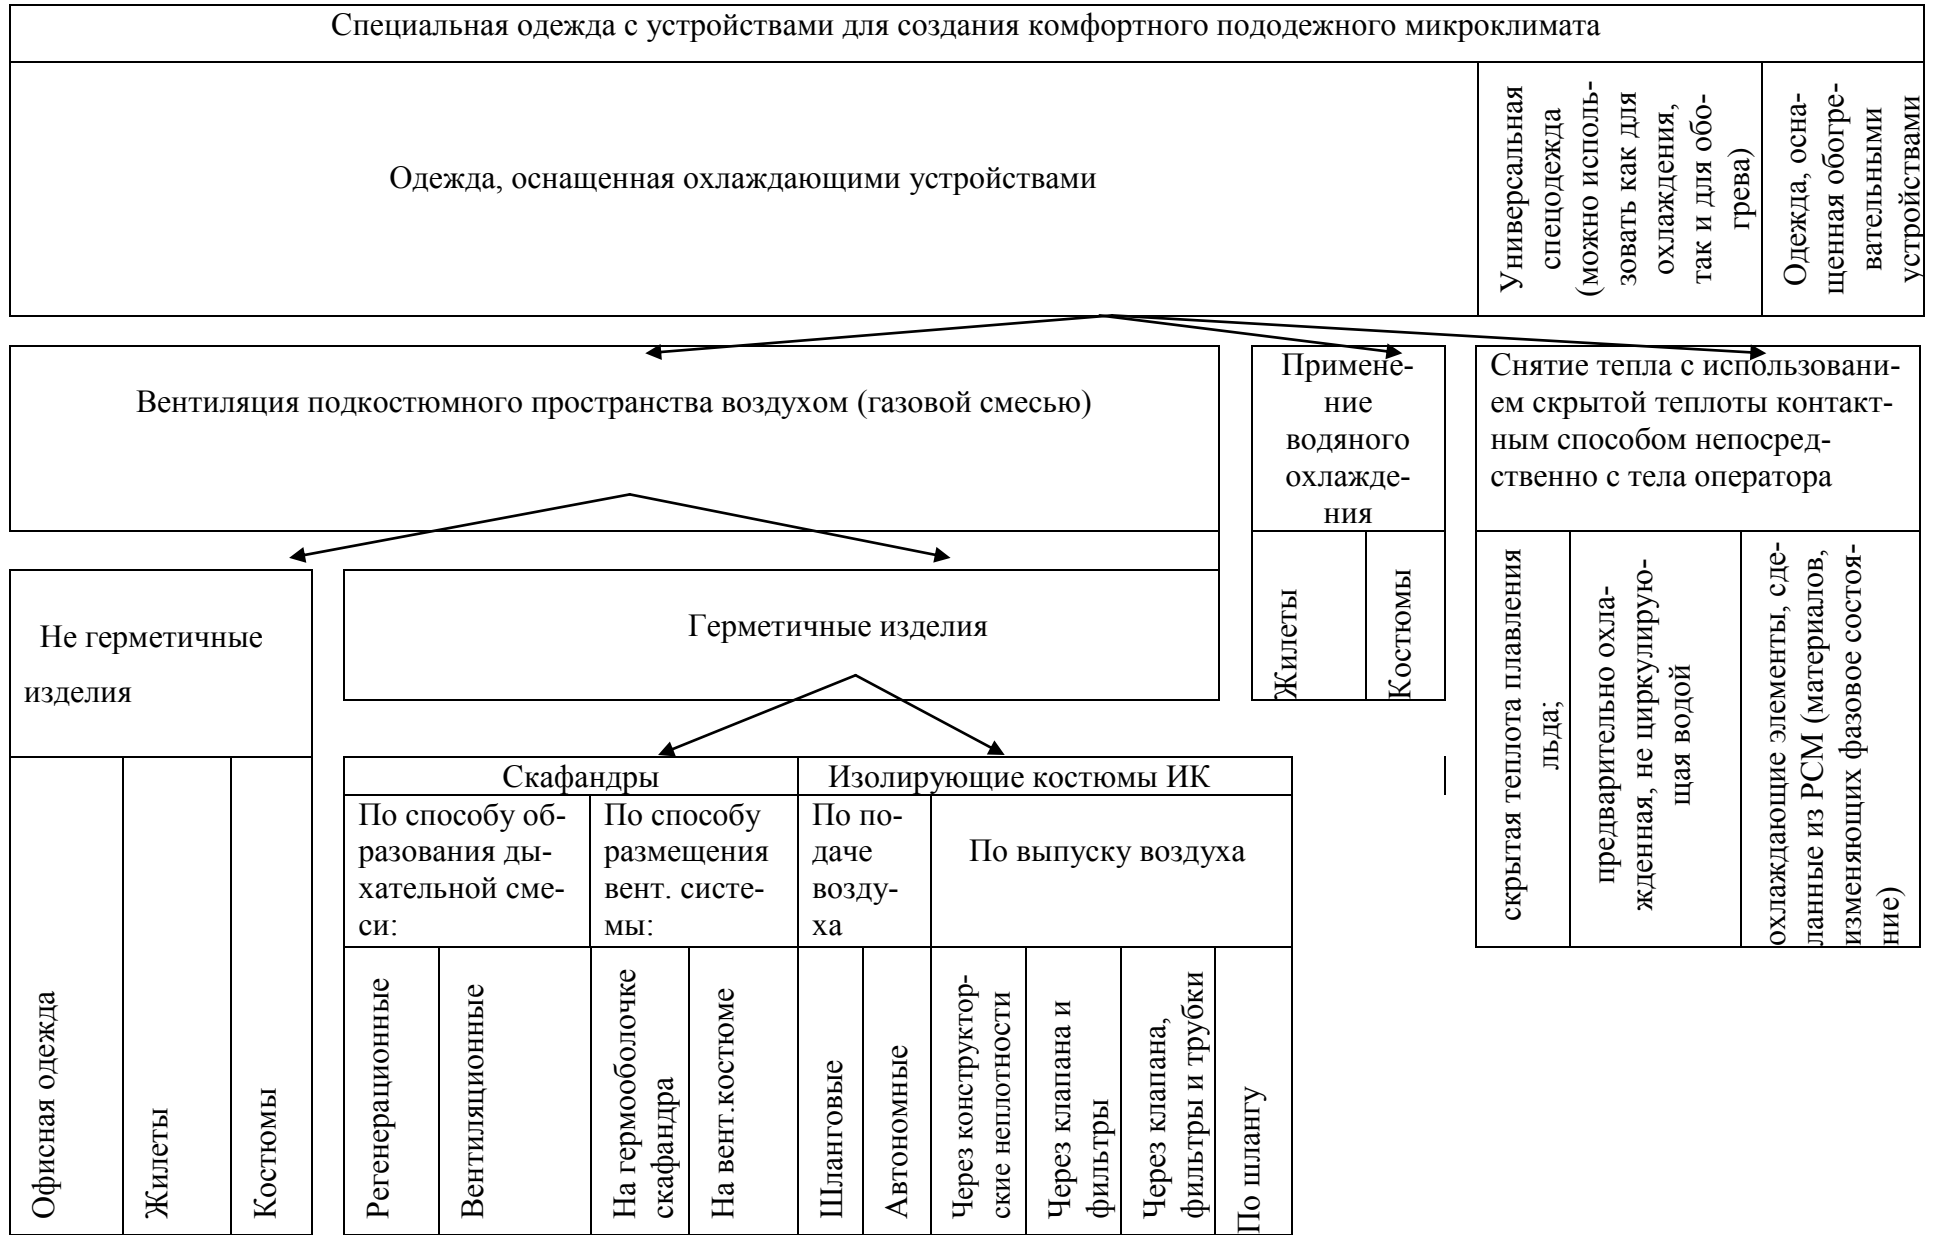 Специальная одежда с устройствами для создания комфортного пододежного микроклимата
Одежда, оснащенная охлаждающими устройствами
Универсальная
спецодежда
(можно исполь-
зовать как для
охлаждения,
так и для обо-
грева)
Одежда, осна-
щенная обогре-
вательными
устройствами
Вентиляция подкостюмного пространства воздухом (газовой смесью)
Примене-
ние
водяного
охлажде-
ния
Снятие тепла с использовани-
ем скрытой теплоты контакт-
ным способом непосред-
ственно с тела оператора
Не герметичные
изделия
Герметичные изделия
Жилеты
Костюмы
скрытая теплота плавления
льда;
предварительно охла-
жденная, не циркулирую-
щая водой
охлаждающие элементы, сде-
ланные из PCM (материалов,
изменяющих фазовое состоя-
ние)
Скафандры
Изолирующие костюмы ИК
По способу об-
разования ды-
хательной сме-
си:
По способу
размещения
вент. систе-
мы:
По по-
даче
возду-
ха
По выпуску воздуха
Офисная одежда
Жилеты
Костюмы
Регенерационные
Вентиляционные
На гермооболочке
скафандра
На вент.костюме
Шланговые
Автономные
Через конструктор-
ские неплотности
Через клапана и
фильтры
Через клапана,
фильтры и трубки
По шлангу